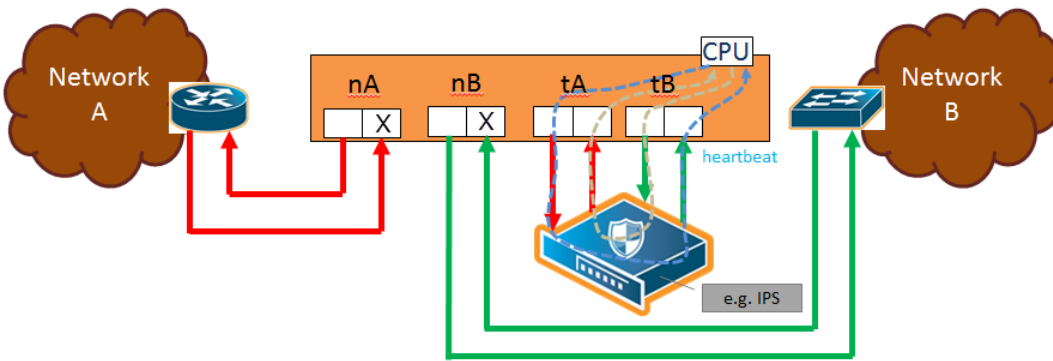 CPU
Network
A
nA
nB
tA
tB
Network
B
X
X
heartbeat
e.g. IPS